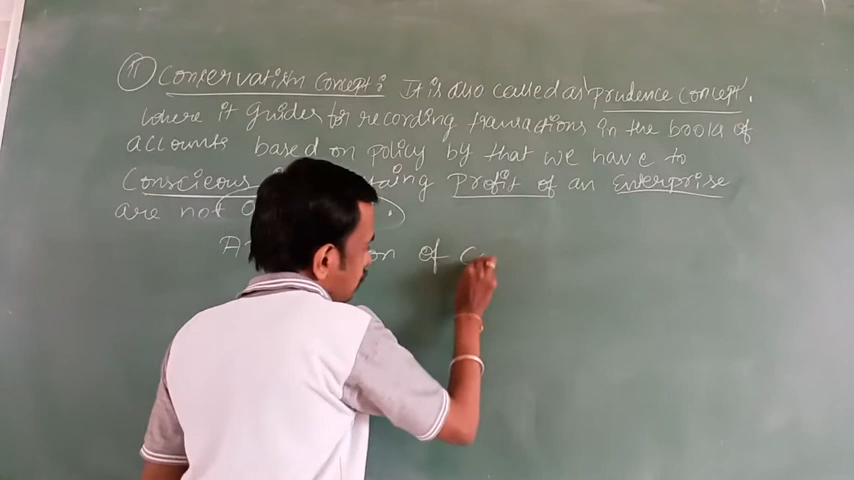 11 Conservatism Concept: It is also called as Prudence Concept.
Where it guides for recording transactions in the books of
accounts based on policy by that we have to
Conscieous Profit of an Enterprise
are not
of